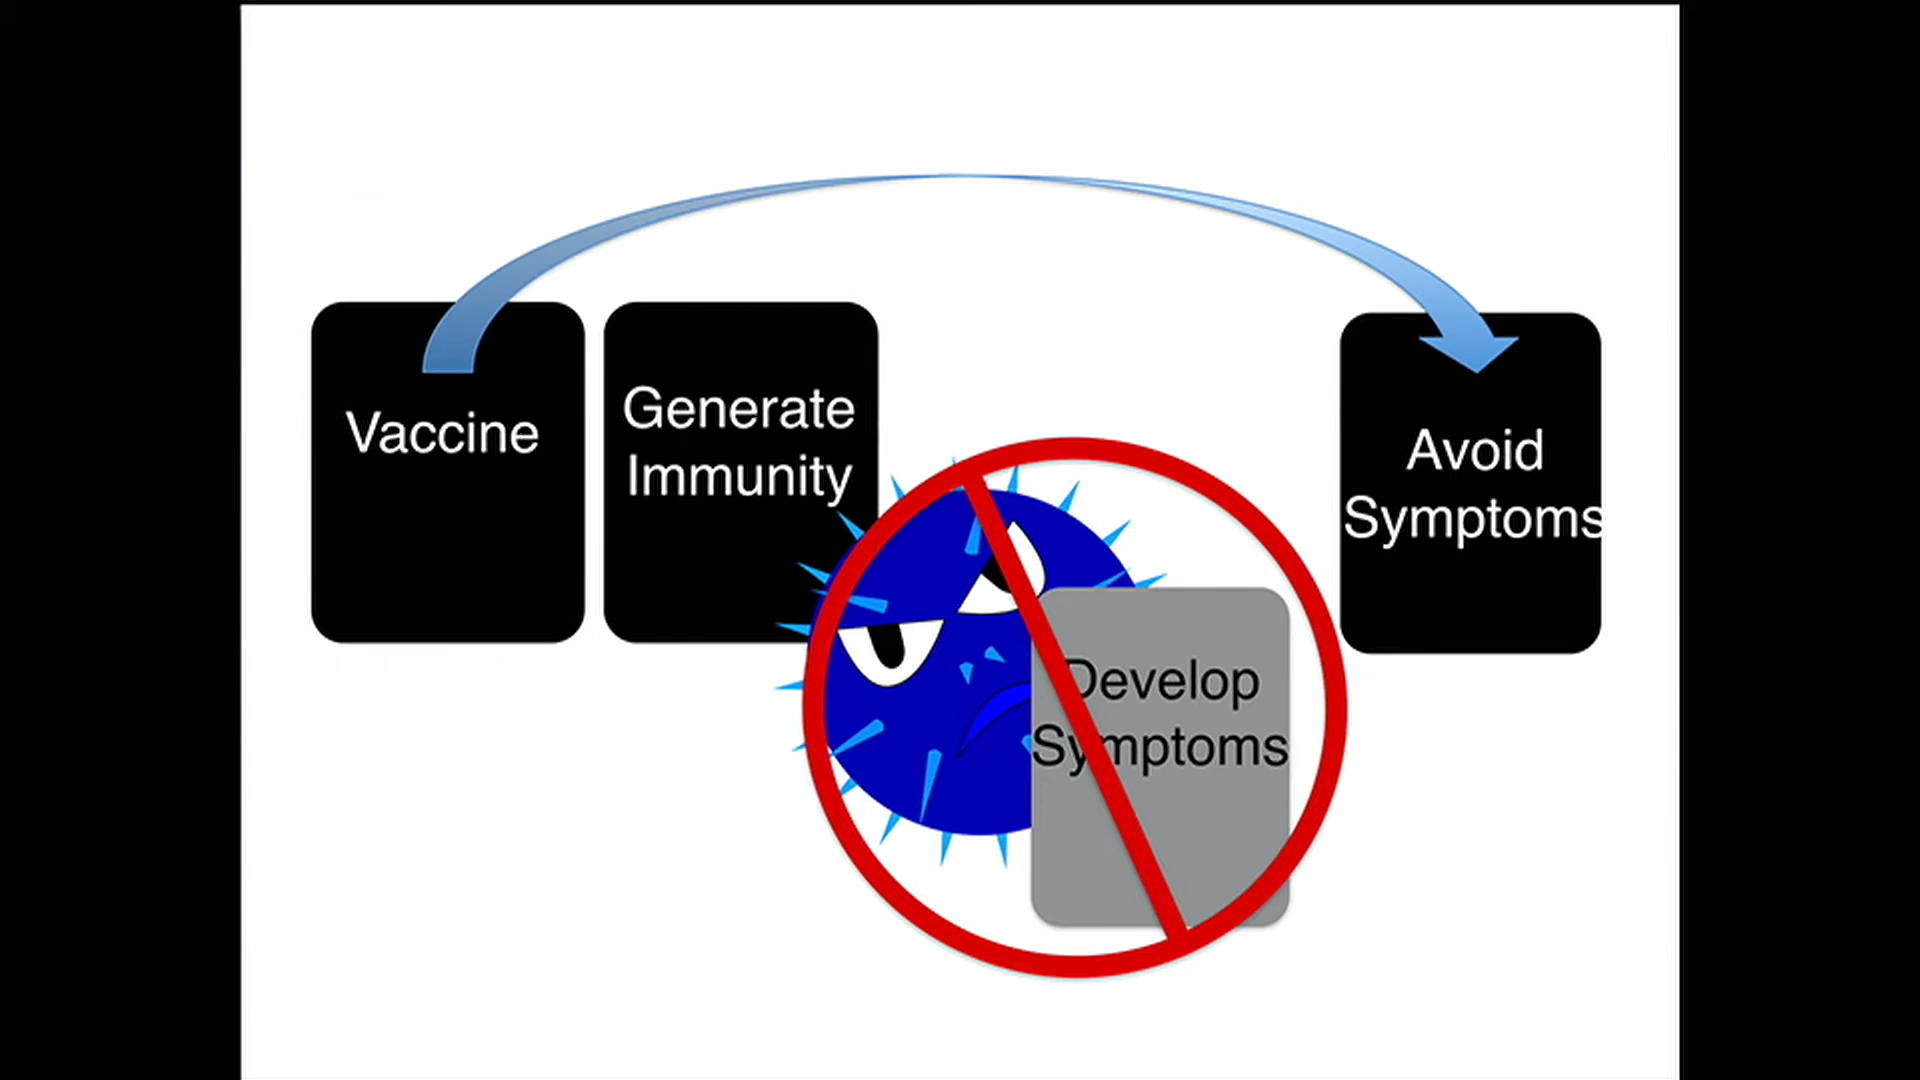 Vaccine
Generate
Immunity
Develop
Symptoms
Avoid
Symptoms